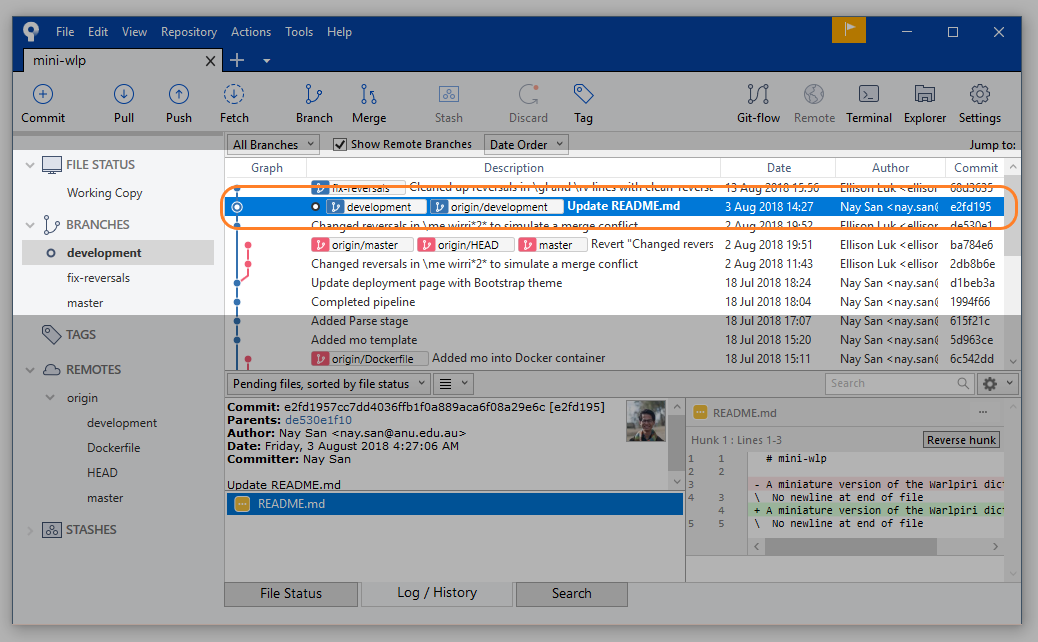 File Edit View Repository Actions Tools Help
mini-wlp
Commit Pull Push Fetch Branch Merge Stash Discard Tag Git-flow Remote Terminal Explorer Settings
All Branches Show Remote Branches Date Order Jump to:
FILE STATUS
Working Copy
BRANCHES
development
fix-reversals
master
TAGS
REMOTES
origin
development
Dockerfile
HEAD
master
STASHES
Graph Description Date Author Commit
fix-reversals Cleaned up reversals in \gl and \rv lines with clean-reversa 13 Aug 2018 15:56 Ellison Luk <ellison 68d3635
development origin/development Update README.md 3 Aug 2018 14:27 Nay San <nay.san@ e2fd195
Changed reversals in \me wirri*2* to simulate a merge conflict 2 Aug 2018 19:52 Ellison Luk <ellison de530e1
origin/master origin/HEAD master Revert "Changed revers 2 Aug 2018 19:51 Ellison Luk <ellison ba784e6
Changed reversals in \me wirri*2* to simulate a merge conflict 2 Aug 2018 11:43 Ellison Luk <ellison 2db8b6e
Update deployment page with Bootstrap theme 18 Jul 2018 18:24 Nay San <nay.san@ d1beb3a
Completed pipeline 18 Jul 2018 18:04 Nay San <nay.san@ 1994f66
Added Parse stage 18 Jul 2018 17:07 Nay San <nay.san@ 615f21c
Added mo template 18 Jul 2018 15:40 Nay San <nay.san@ 5d963ce
origin/Dockerfile Added mo into Docker container 18 Jul 2018 15:11 Nay San <nay.san@ 6c542dd
Pending files, sorted by file status Search
Commit: e2fd1957cc7dd4036ffb1f0a889aca6f08a29e6c [e2fd195]
Parents: de530e1f10
Author: Nay San <nay.san@anu.edu.au>
Date: Friday, 3 August 2018 4:27:06 AM
Committer: Nay San
Update README.md
README.md
README.md ...
Hunk 1 : Lines 1-3 Reverse hunk
1 1 # mini-wlp
2 2
3 - A miniature version of the Warlpiri dict
4 3 \ No newline at end of file
4 + A miniature version of the Warlpiri dict
5 5 \ No newline at end of file
File Status Log / History Search